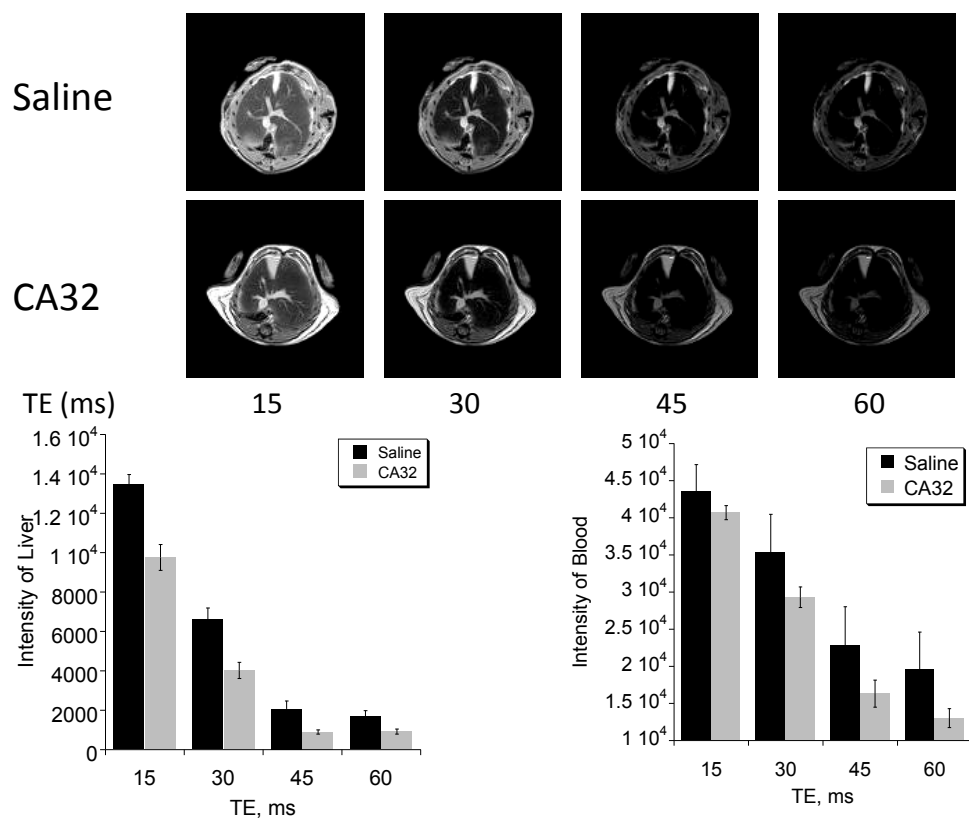 Saline
CA32
TE (ms) 15 30 45 60
Intensity of Liver
1.6 10⁴
1.4 10⁴
1.2 10⁴
1 10⁴
8000
6000
4000
2000
0
Saline
CA32
15 30 45 60
TE, ms
Intensity of Blood
5 10⁴
4.5 10⁴
4 10⁴
3.5 10⁴
3 10⁴
2.5 10⁴
2 10⁴
1.5 10⁴
1 10⁴
Saline
CA32
15 30 45 60
TE, ms